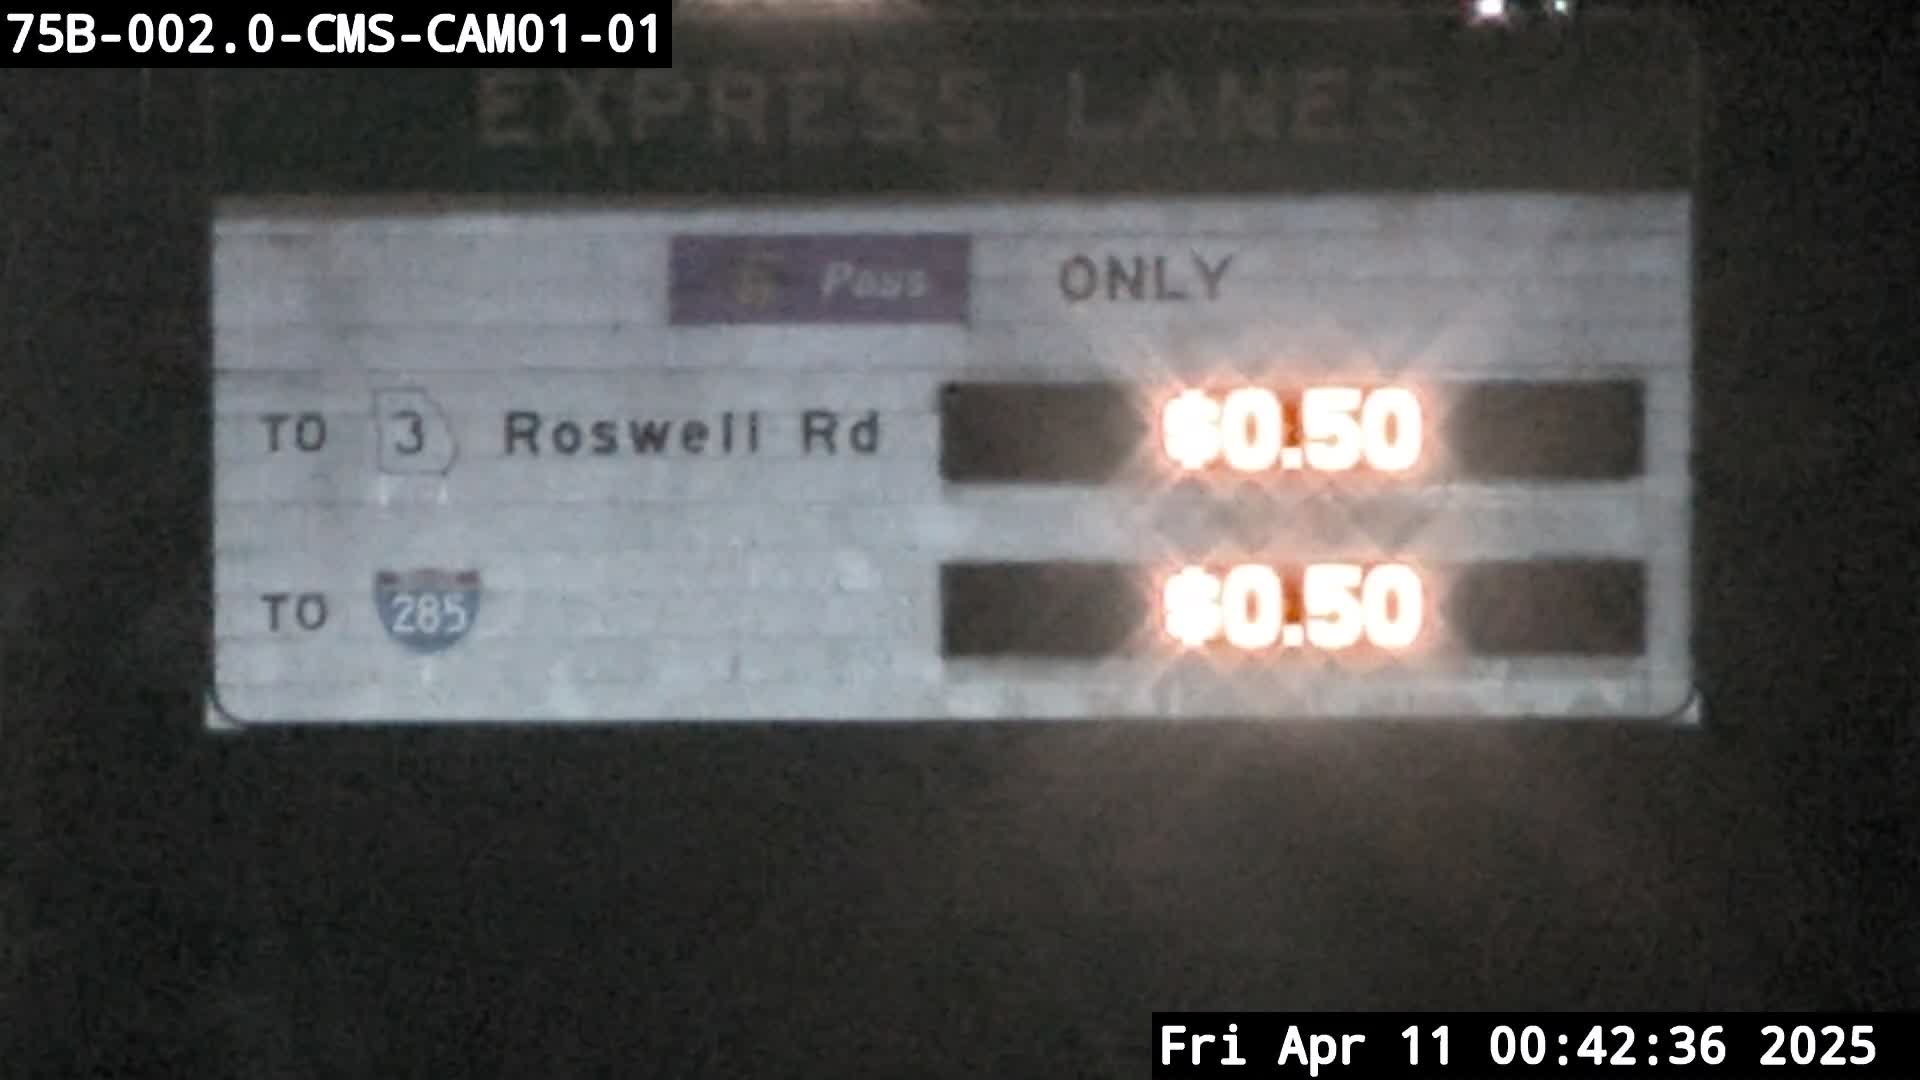 75B-002.0-CMS-CAM01-01
EXPRESS LANES
Pass ONLY
TO 3 Roswell Rd $0.50
TO 285 $0.50
Fri Apr 11 00:42:36 2025